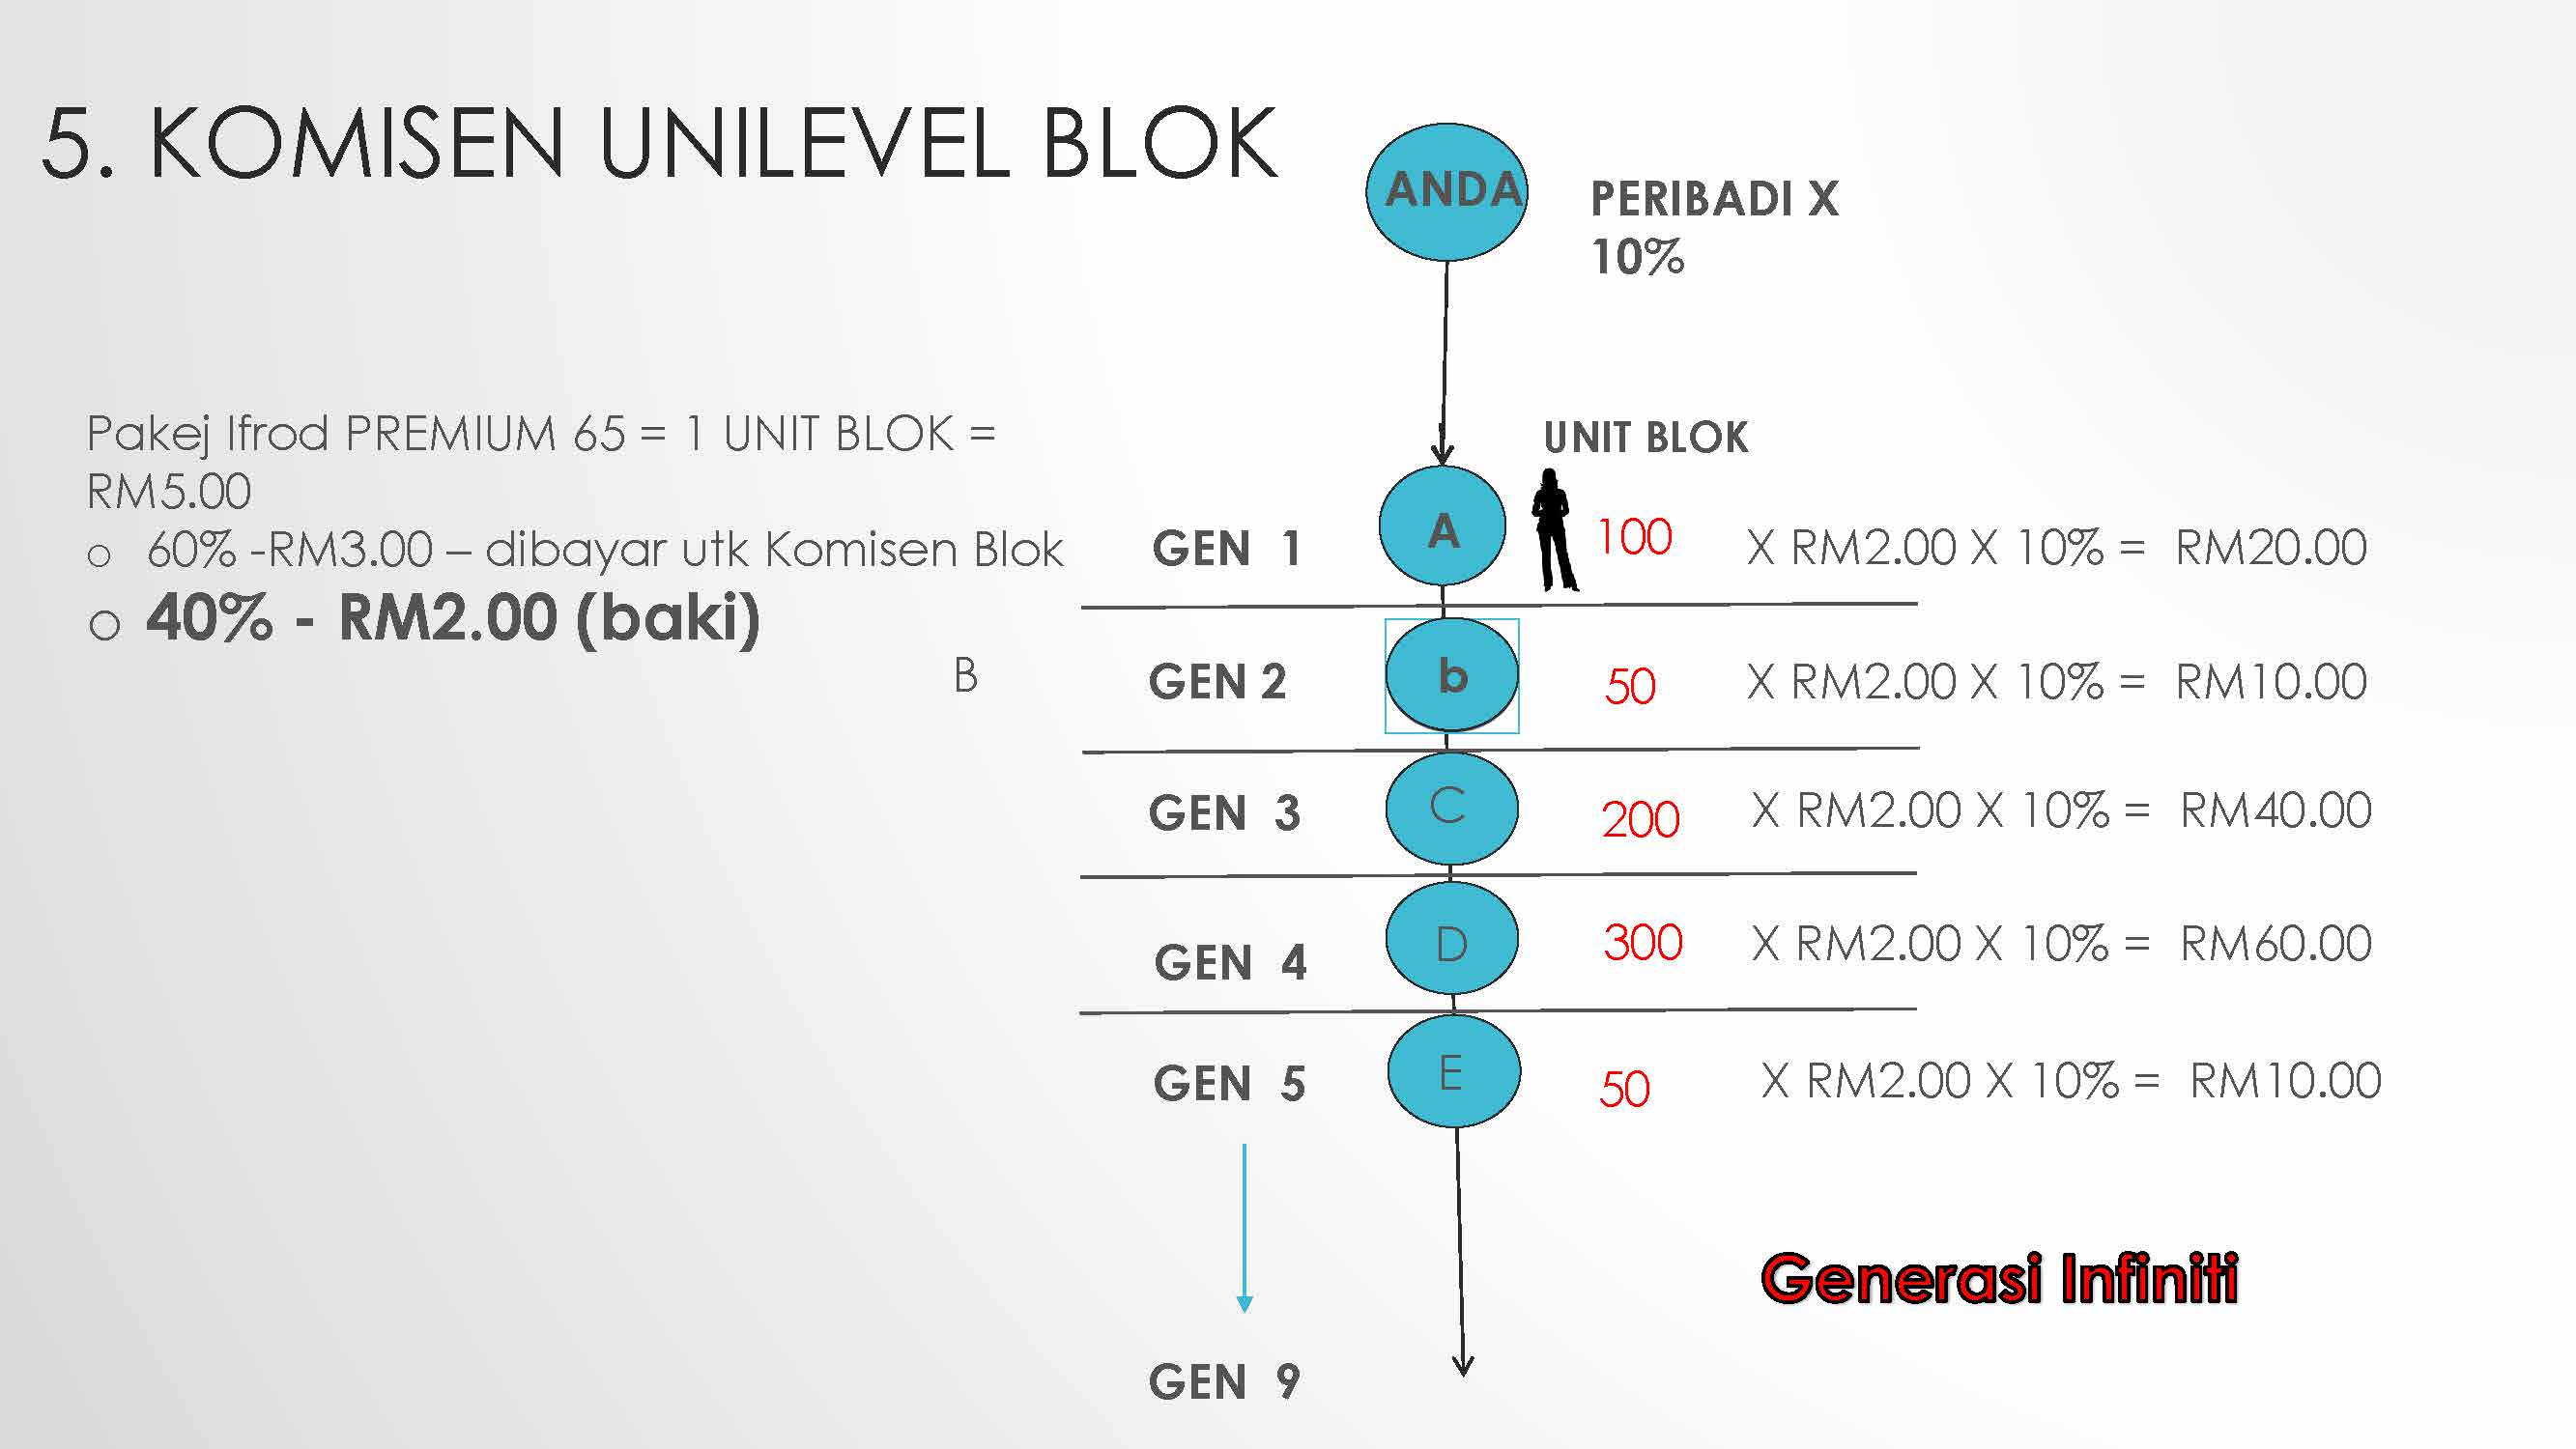 5. KOMISEN UNILEVEL BLOK
ANDA
PERIBADI X
10%
Pakej Ifrod PREMIUM 65 = 1 UNIT BLOK =
RM5.00
o 60% -RM3.00 – dibayar utk Komisen Blok
o 40% - RM2.00 (baki)
B
UNIT BLOK
GEN 1 A 100 X RM2.00 X 10% = RM20.00
GEN 2 b 50 X RM2.00 X 10% = RM10.00
GEN 3 C 200 X RM2.00 X 10% = RM40.00
GEN 4 D 300 X RM2.00 X 10% = RM60.00
GEN 5 E 50 X RM2.00 X 10% = RM10.00
Generasi Infiniti
GEN 9